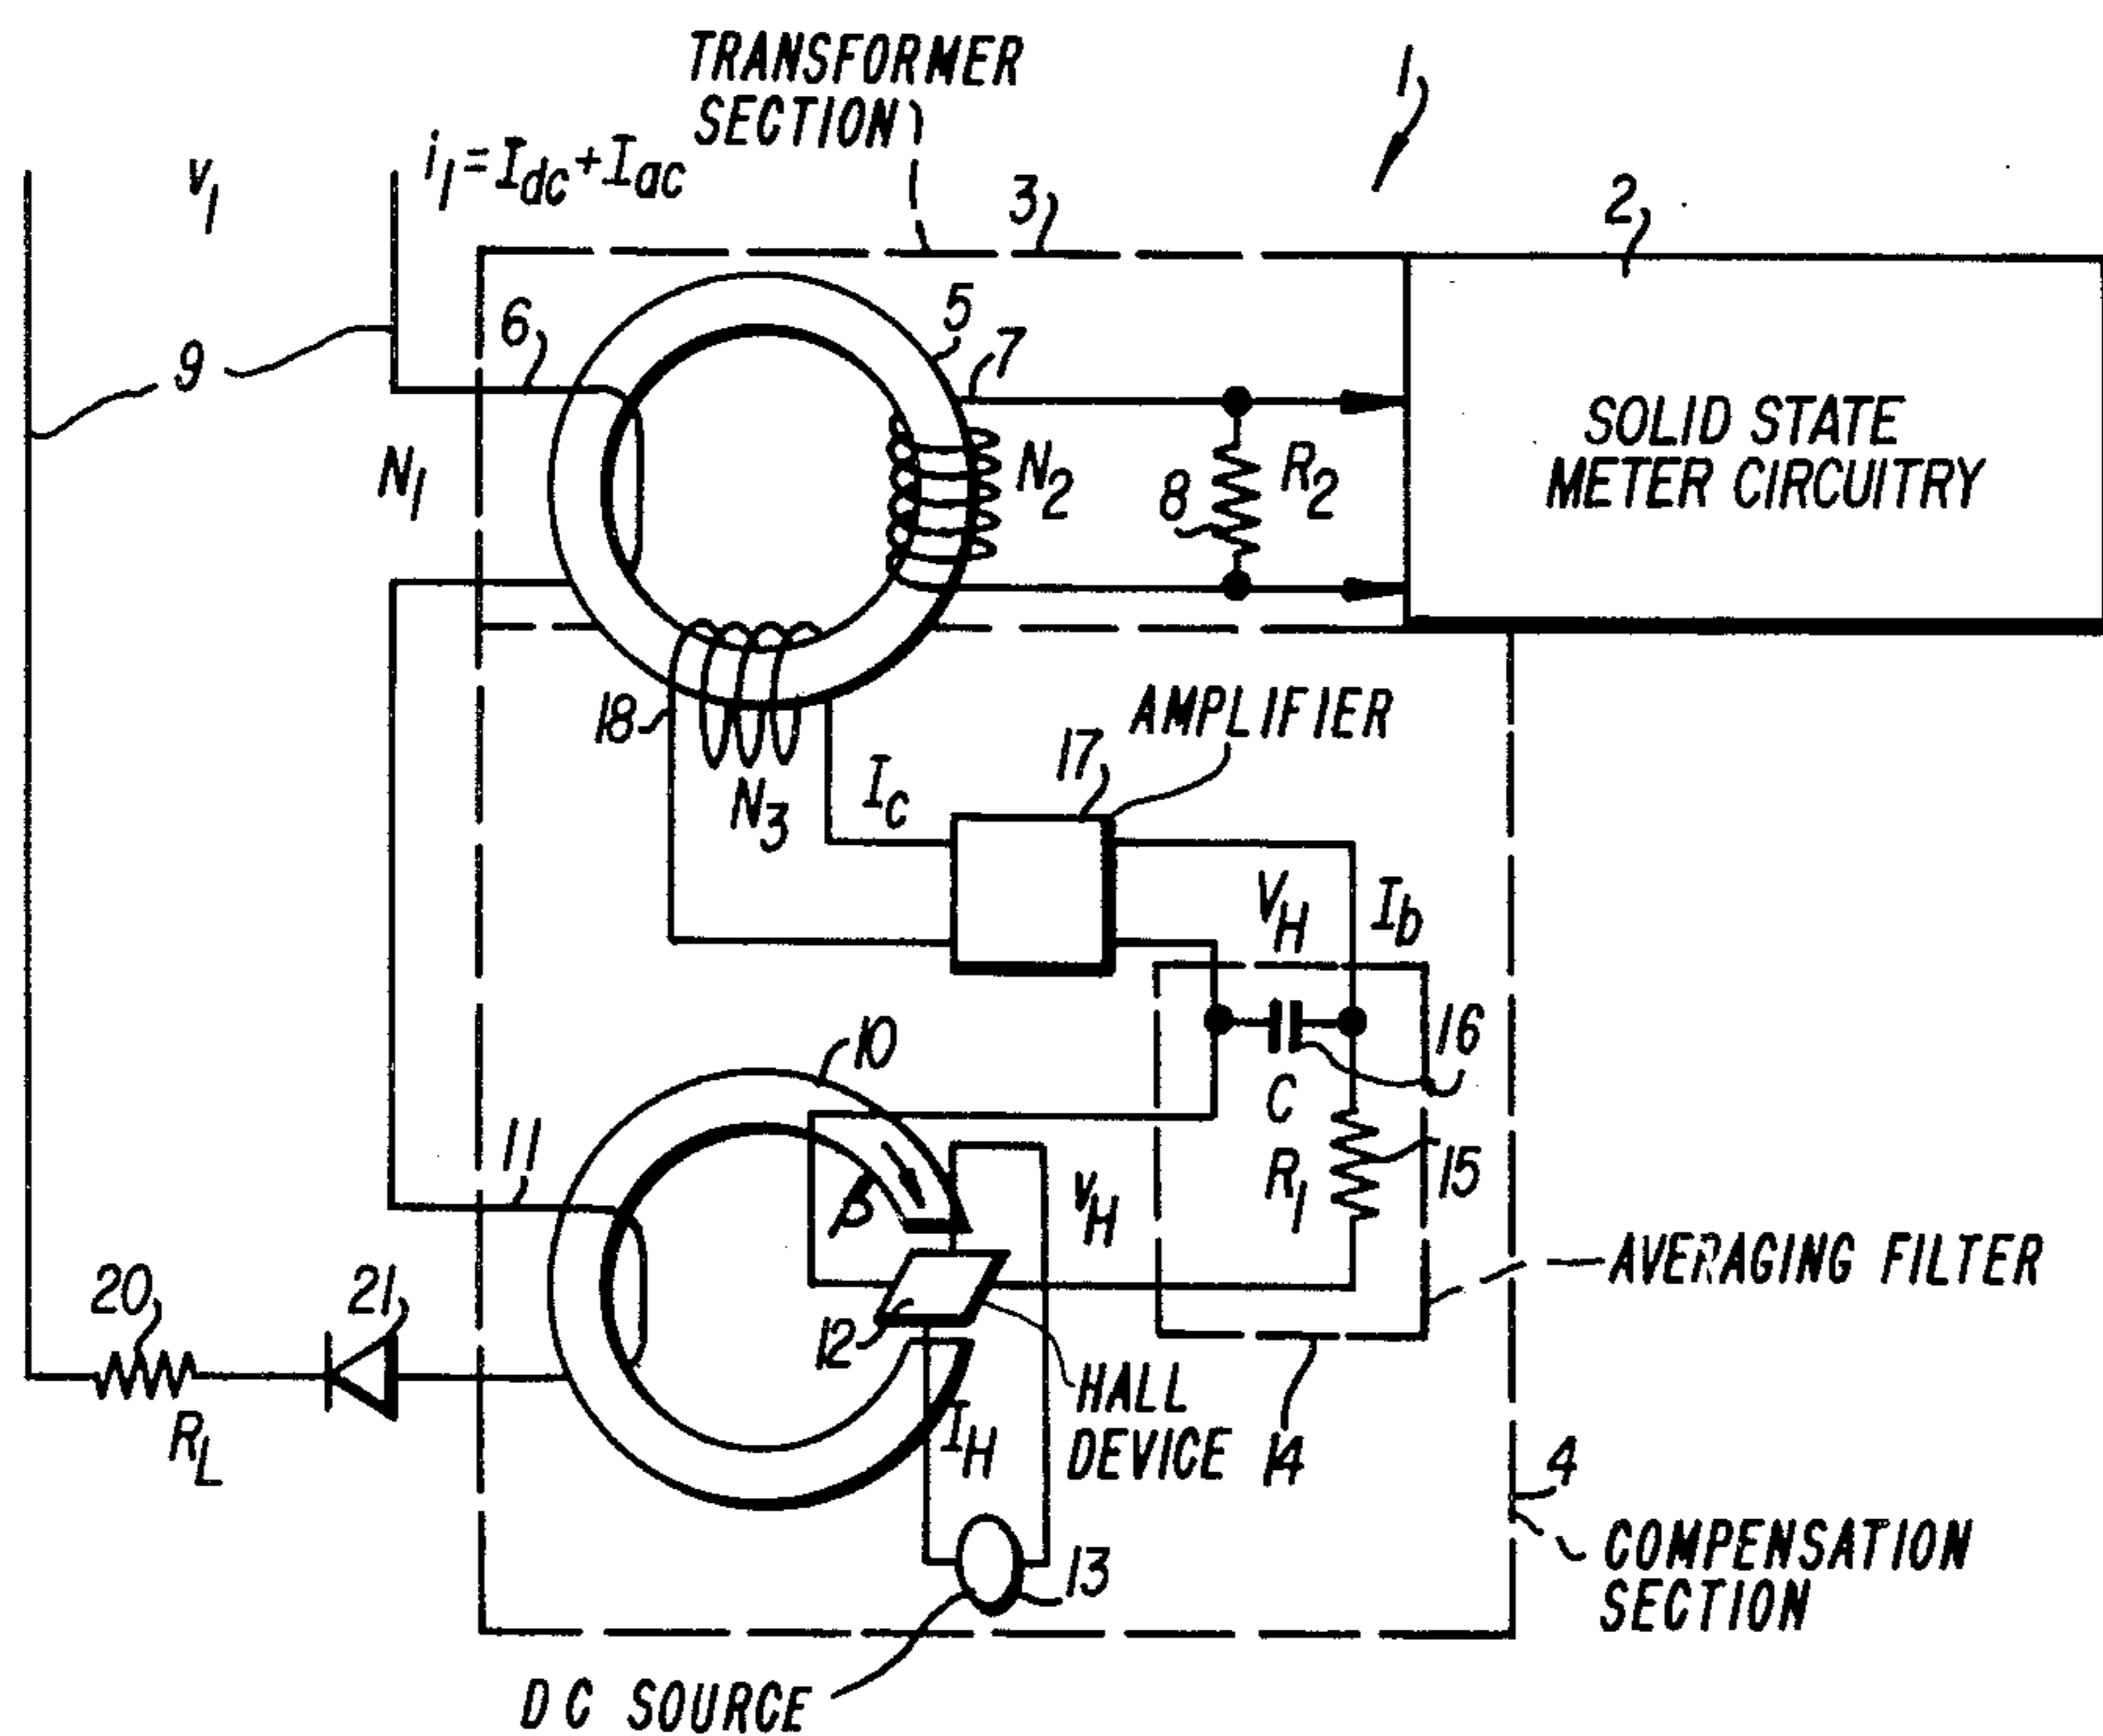 TRANSFORMER
SECTION
1
v1
i1 = Idc + Iac
3
2
6
5
7
9
N1
N2
8
R2
SOLID STATE
METER CIRCUITRY
18
N3
Ic
17
AMPLIFIER
VH
Ib
10
16
C
11
R1
15
VH
AVERAGING FILTER
20
21
12
HALL
DEVICE
14
RL
IH
4
COMPENSATION
SECTION
13
DC SOURCE